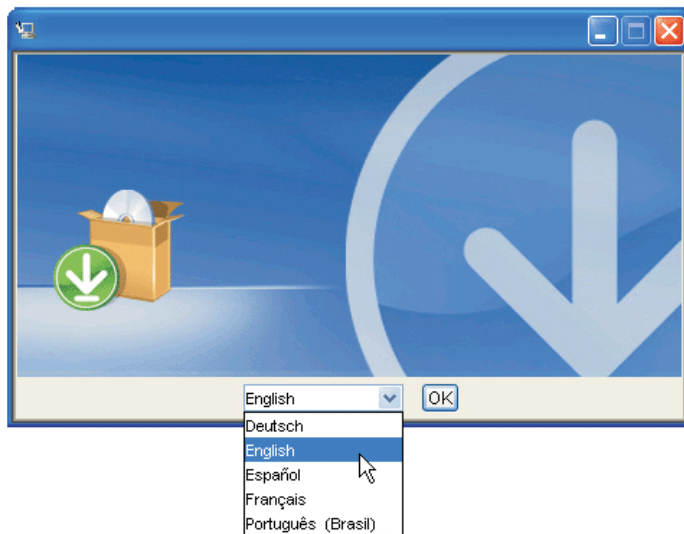 English
OK
Deutsch
English
Español
Français
Português (Brasil)